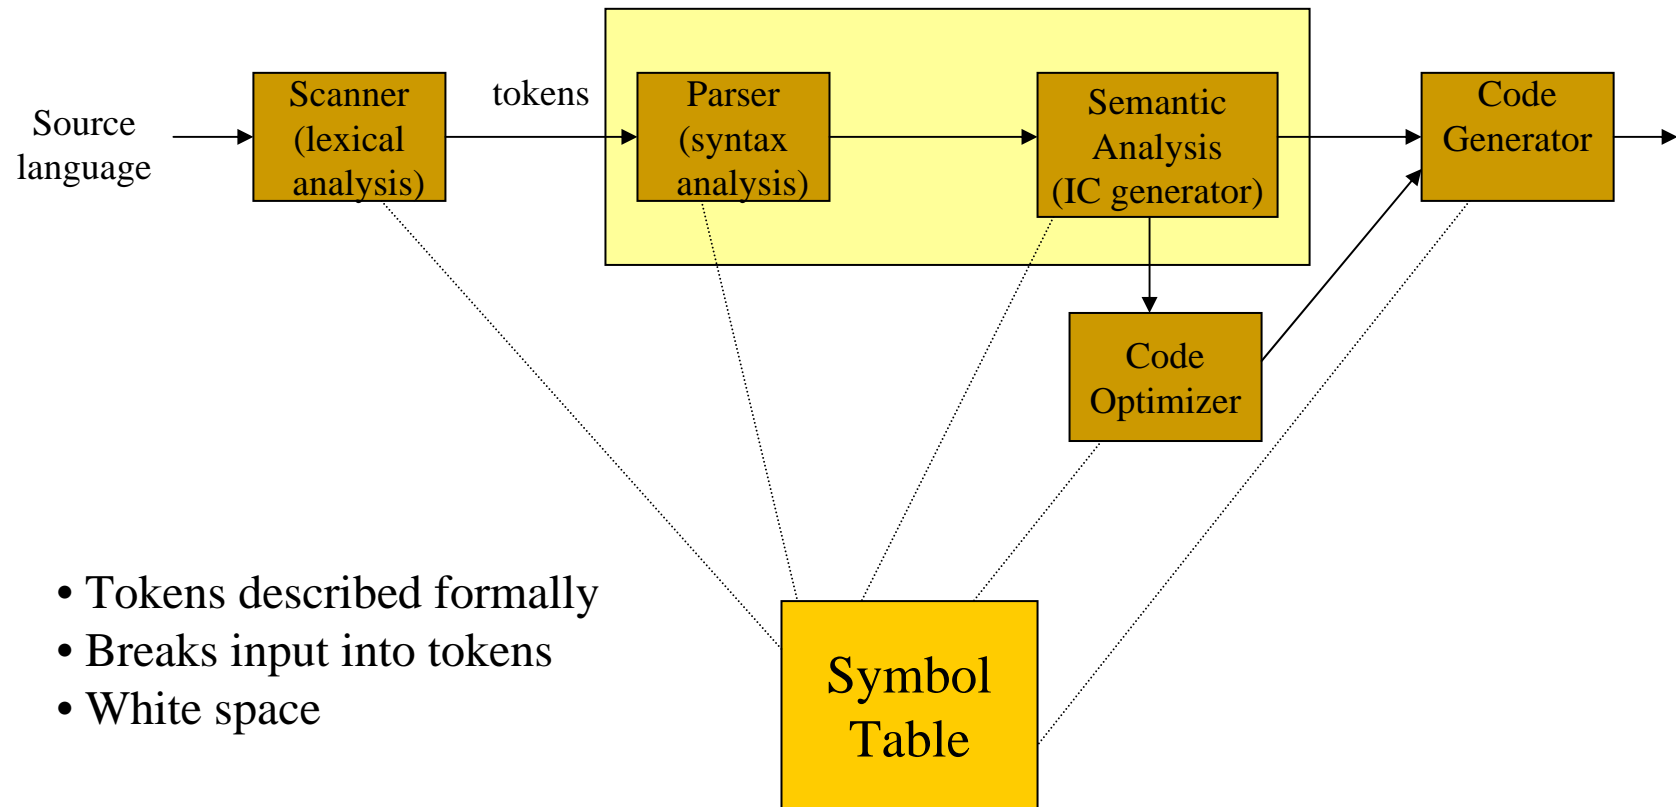 Source
language
Scanner
(lexical
analysis)
tokens
Parser
(syntax
analysis)
Semantic
Analysis
(IC generator)
Code
Generator
Code
Optimizer
• Tokens described formally
• Breaks input into tokens
• White space
Symbol
Table